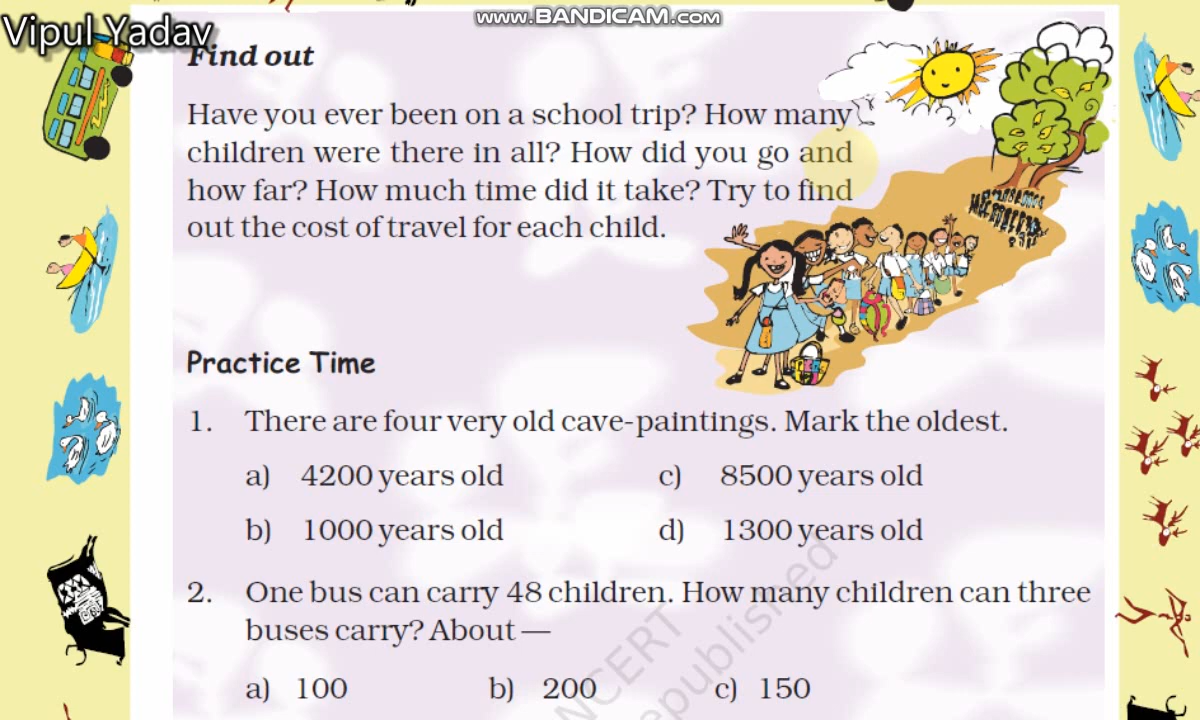 www.BANDICAM.com
Vipul Yadav
Find out
Have you ever been on a school trip? How many
children were there in all? How did you go and
how far? How much time did it take? Try to find
out the cost of travel for each child.
Practice Time
1. There are four very old cave-paintings. Mark the oldest.
a) 4200 years old c) 8500 years old
b) 1000 years old d) 1300 years old
2. One bus can carry 48 children. How many children can three
buses carry? About —
a) 100 b) 200 c) 150
NCERT
republished